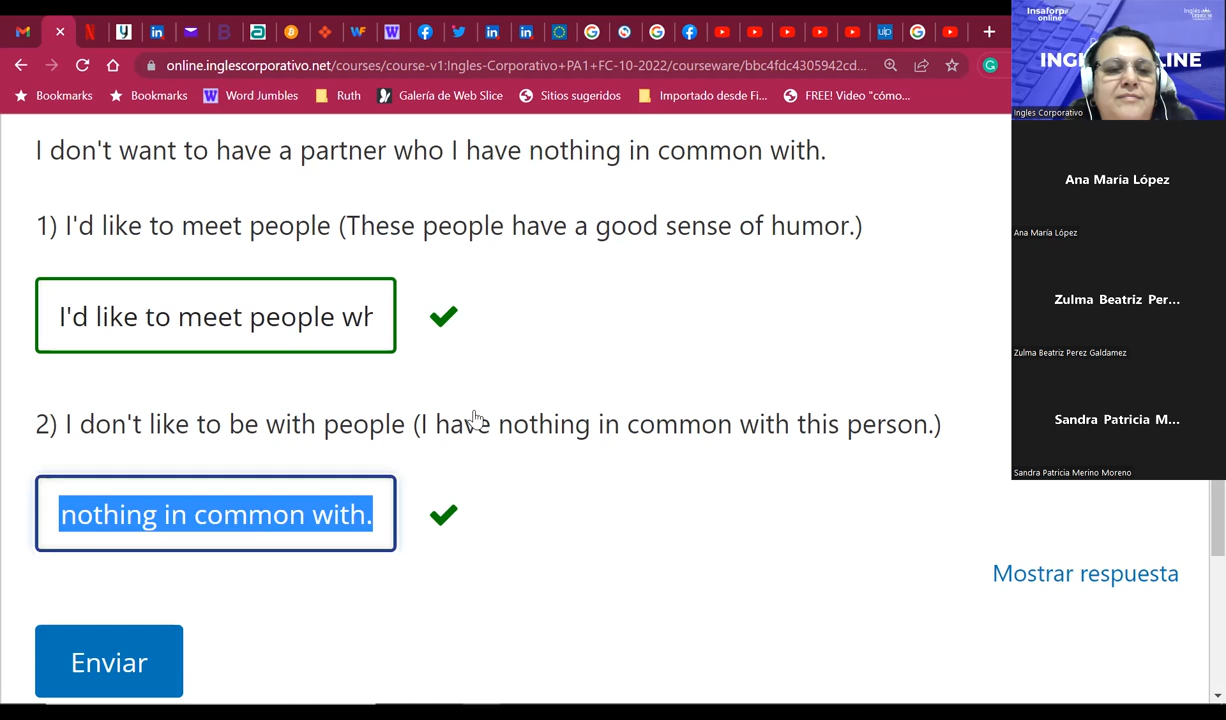 online.inglescorporativo.net/courses/course-v1:Ingles-Corporativo+PA1+FC-10-2022/courseware/bbc4fdc4305942cd...
Bookmarks
Bookmarks
Word Jumbles
Ruth
Galería de Web Slice
Sitios sugeridos
Importado desde Fi...
FREE! Video "cómo...
I don't want to have a partner who I have nothing in common with.
1) I'd like to meet people (These people have a good sense of humor.)
I'd like to meet people wh
2) I don't like to be with people (I have nothing in common with this person.)
nothing in common with.
Mostrar respuesta
Enviar
Insaforp
online
Ingles Corporativo
Ana María López
Ana María López
Zulma Beatriz Per...
Zulma Beatriz Perez Galdamez
Sandra Patricia M...
Sandra Patricia Merino Moreno